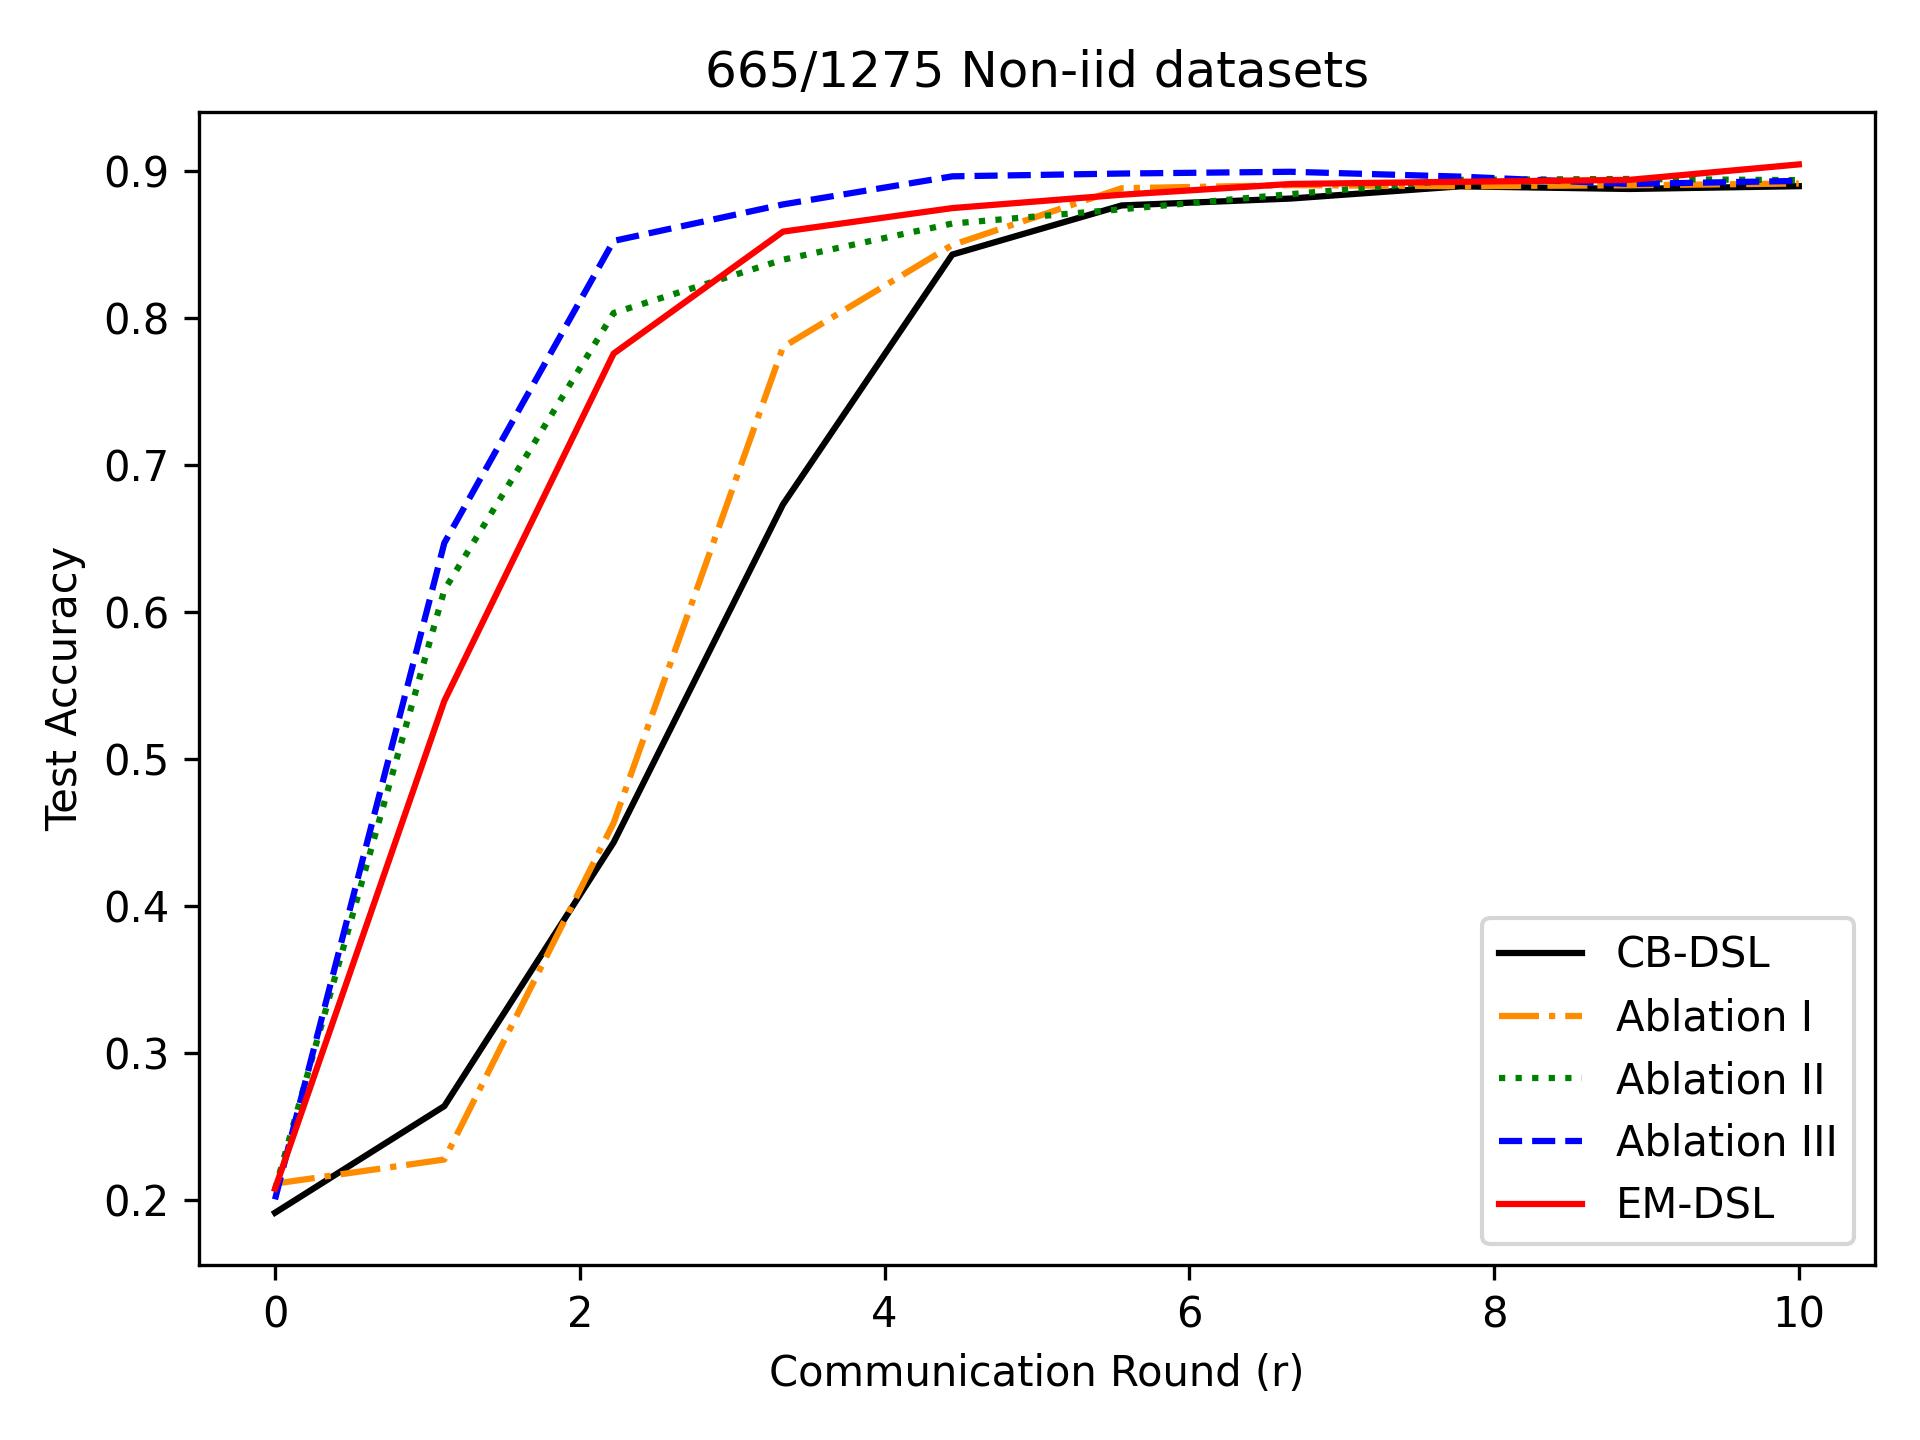 665/1275 Non-iid datasets
0.9
0.8
0.7
0.6
0.5
0.4
0.3
0.2
Test Accuracy
0 2 4 6 8 10
Communication Round (r)
CB-DSL
Ablation I
Ablation II
Ablation III
EM-DSL